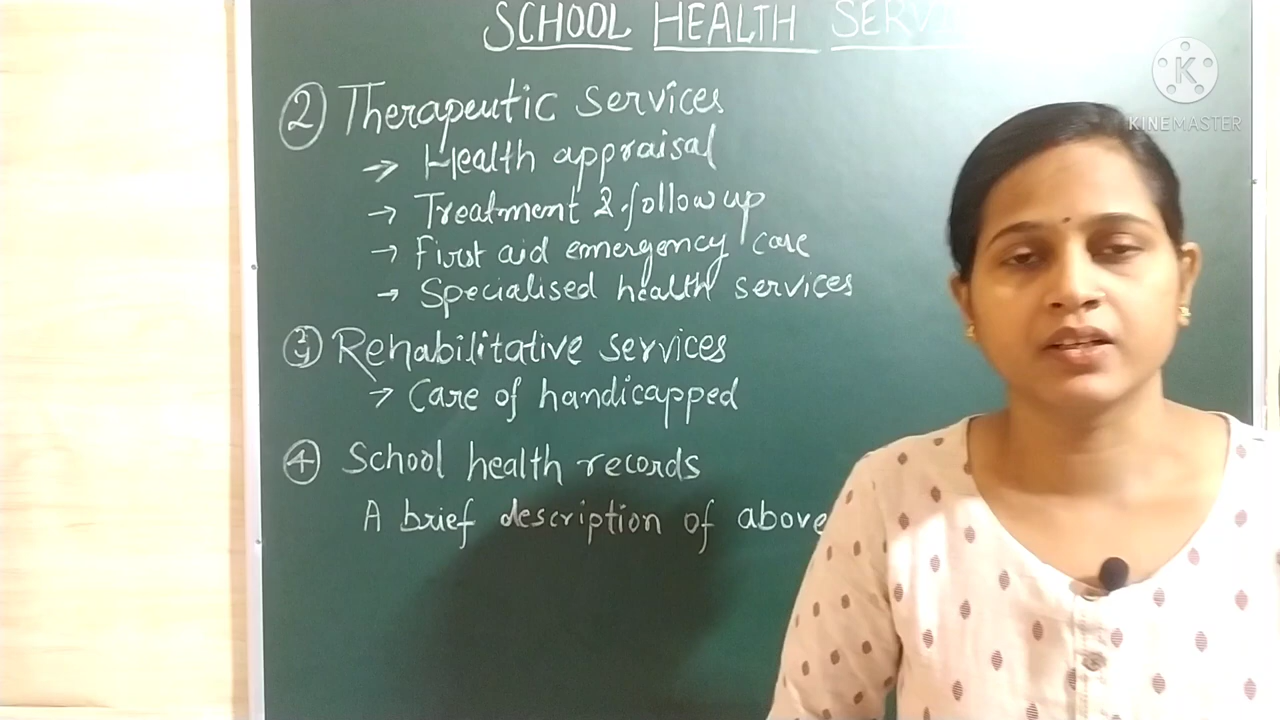 SCHOOL HEALTH SERVI
② Therapeutic services
→ Health appraisal
→ Treatment & follow up
→ First aid emergency care
→ Specialised health services
③ Rehabilitative services
→ Care of handicapped
④ School health records
A brief description of above
K
KINEMASTER